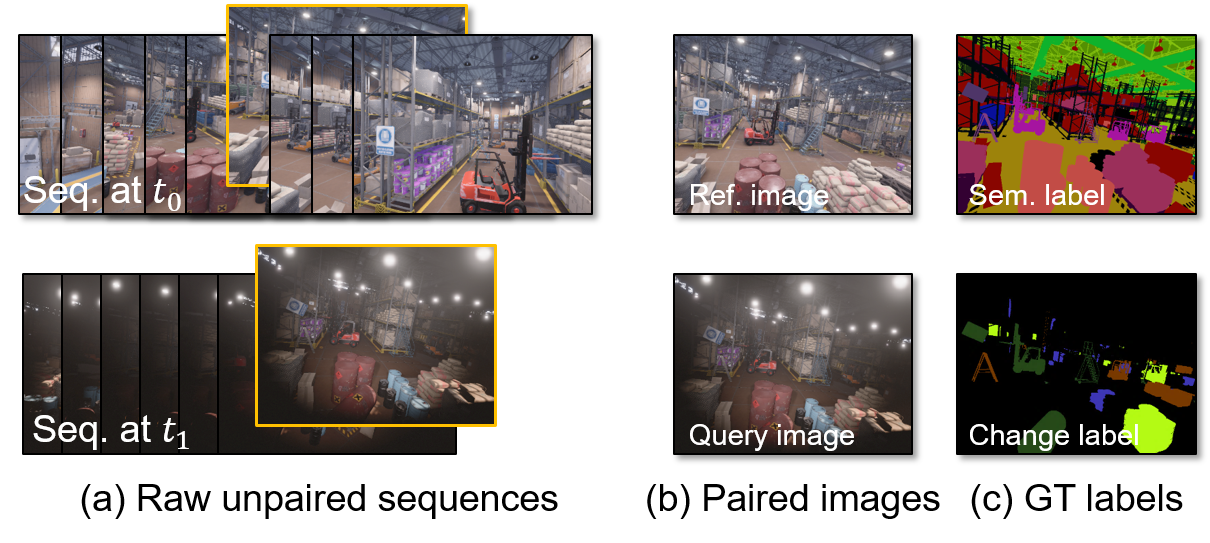 Seq. at t₀
Ref. image
Sem. label
Seq. at t₁
Query image
Change label
(a) Raw unpaired sequences
(b) Paired images
(c) GT labels